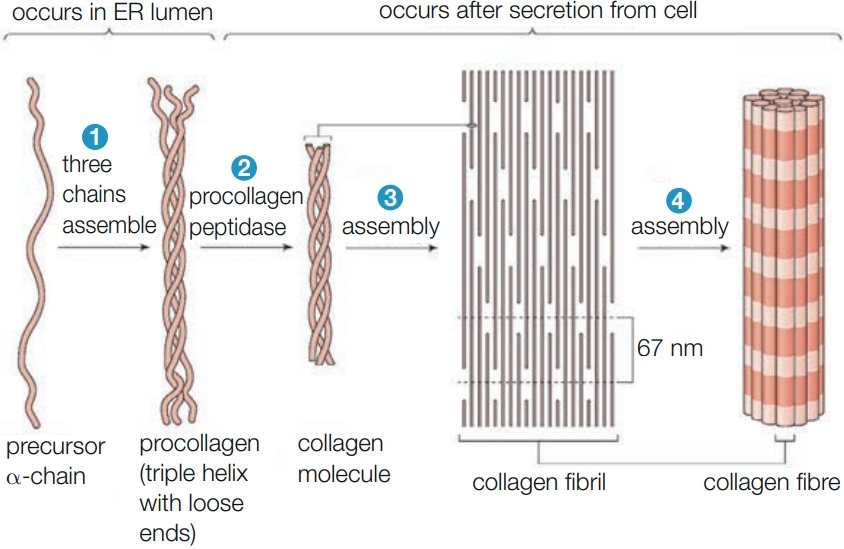 occurs in ER lumen
occurs after secretion from cell
1
three
chains
assemble
2
procollagen
peptidase
3
assembly
4
assembly
67 nm
precursor
α-chain
procollagen
(triple helix
with loose
ends)
collagen
molecule
collagen fibril
collagen fibre